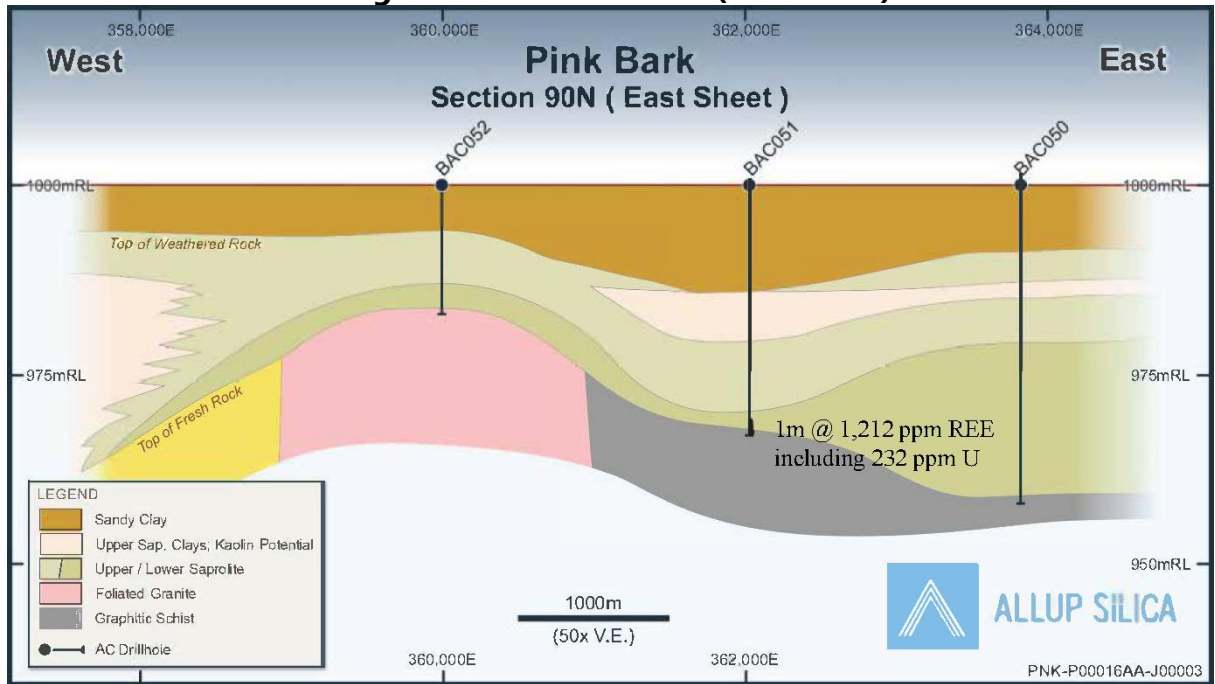 358,000E 360,000E 362,000E 364,000E
West Pink Bark East
Section 90N ( East Sheet )
BAC052 BAC051 BAC050
1000mRL 1000mRL
Top of Weathered Rock
975mRL 975mRL
Top of Fresh Rock
1m @ 1,212 ppm REE
including 232 ppm U
LEGEND
Sandy Clay
Upper Sap. Clays; Kaolin Potential
Upper / Lower Saprolite
Foliated Granite
Graphitic Schist
AC Drillhole
950mRL
1000m
(50x V.E.)
ALLUP SILICA
360,000E 362,000E
PNK-P00016AA-J00003